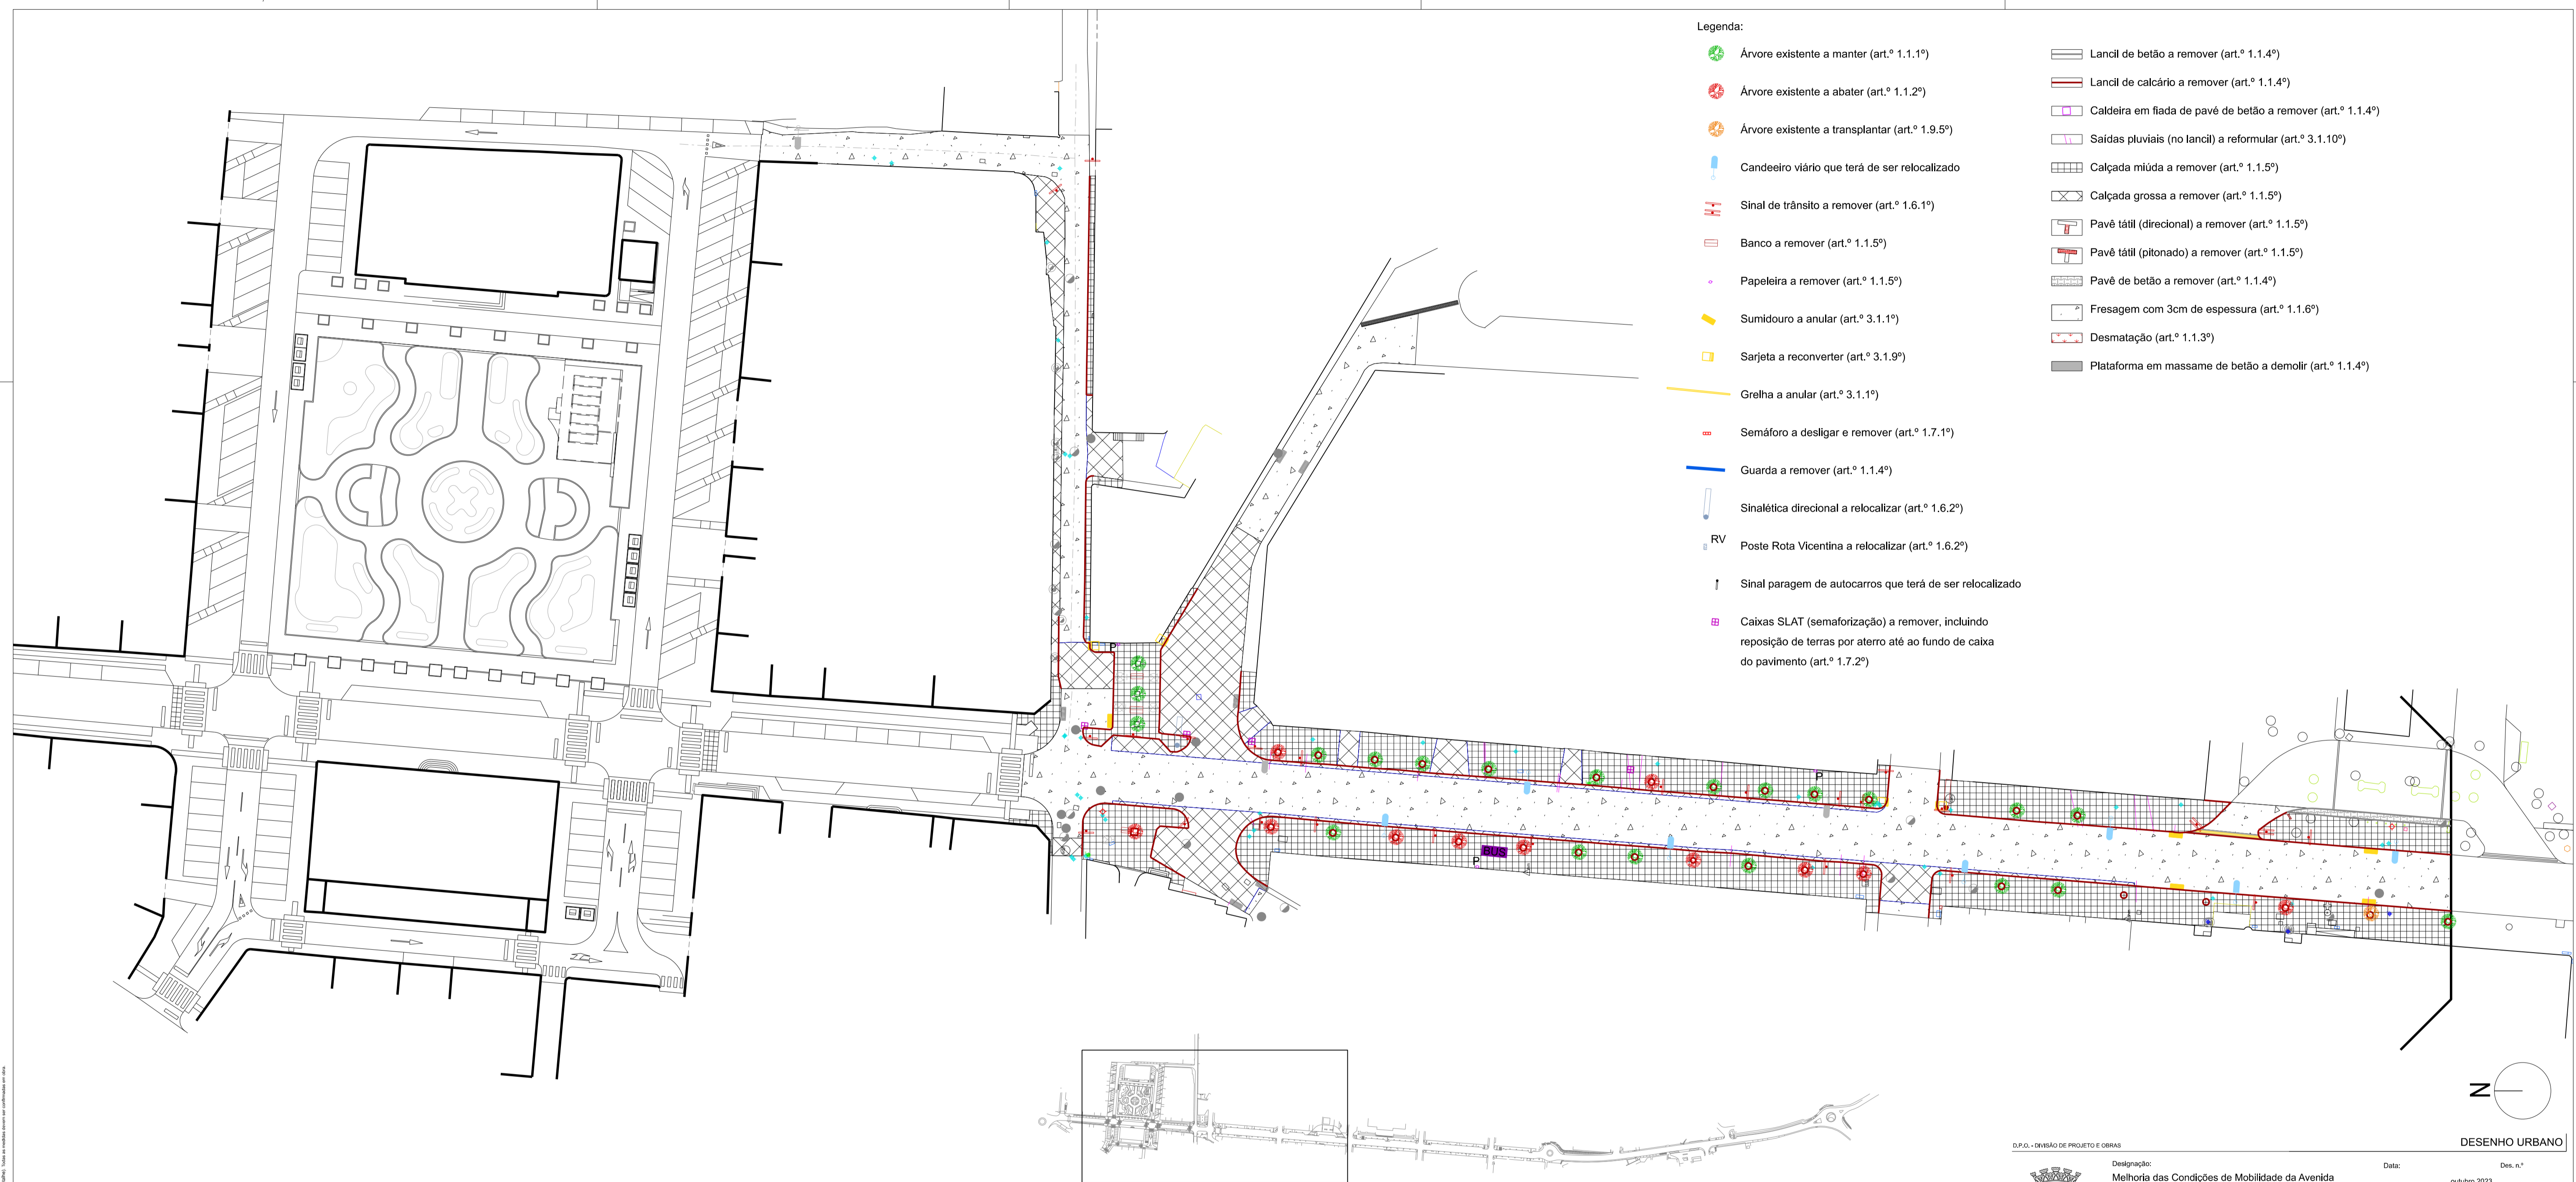 Legenda:
Árvore existente a manter (art.º 1.1.1º)
Árvore existente a abater (art.º 1.1.2º)
Árvore existente a transplantar (art.º 1.9.5º)
Candeeiro viário que terá de ser relocalizado
Sinal de trânsito a remover (art.º 1.6.1º)
Banco a remover (art.º 1.1.5º)
Papeleira a remover (art.º 1.1.5º)
Sumidouro a anular (art.º 3.1.1º)
Sarjeta a reconverter (art.º 3.1.9º)
Grelha a anular (art.º 3.1.1º)
Semáforo a desligar e remover (art.º 1.7.1º)
Guarda a remover (art.º 1.1.4º)
Sinalética direcional a relocalizar (art.º 1.6.2º)
RV
Poste Rota Vicentina a relocalizar (art.º 1.6.2º)
Sinal paragem de autocarros que terá de ser relocalizado
Caixas SLAT (semaforização) a remover, incluindo
reposição de terras por aterro até ao fundo de caixa
do pavimento (art.º 1.7.2º)
Lancil de betão a remover (art.º 1.1.4º)
Lancil de calcário a remover (art.º 1.1.4º)
Caldeira em fiada de pavé de betão a remover (art.º 1.1.4º)
Saídas pluviais (no lancil) a reformular (art.º 3.1.10º)
Calçada miúda a remover (art.º 1.1.5º)
Calçada grossa a remover (art.º 1.1.5º)
Pavê tátil (direcional) a remover (art.º 1.1.5º)
Pavê tátil (pitonado) a remover (art.º 1.1.5º)
Pavê de betão a remover (art.º 1.1.4º)
Fresagem com 3cm de espessura (art.º 1.1.6º)
Desmatação (art.º 1.1.3º)
Plataforma em massame de betão a demolir (art.º 1.1.4º)
P
P
P
BUS
N
D.P.O. - DIVISÃO DE PROJETO E OBRAS
DESENHO URBANO
Designação:
Data:
Des. n.º
Melhoria das Condições de Mobilidade da Avenida
outubro 2023
Todas as medidas devem ser confirmadas em obra.